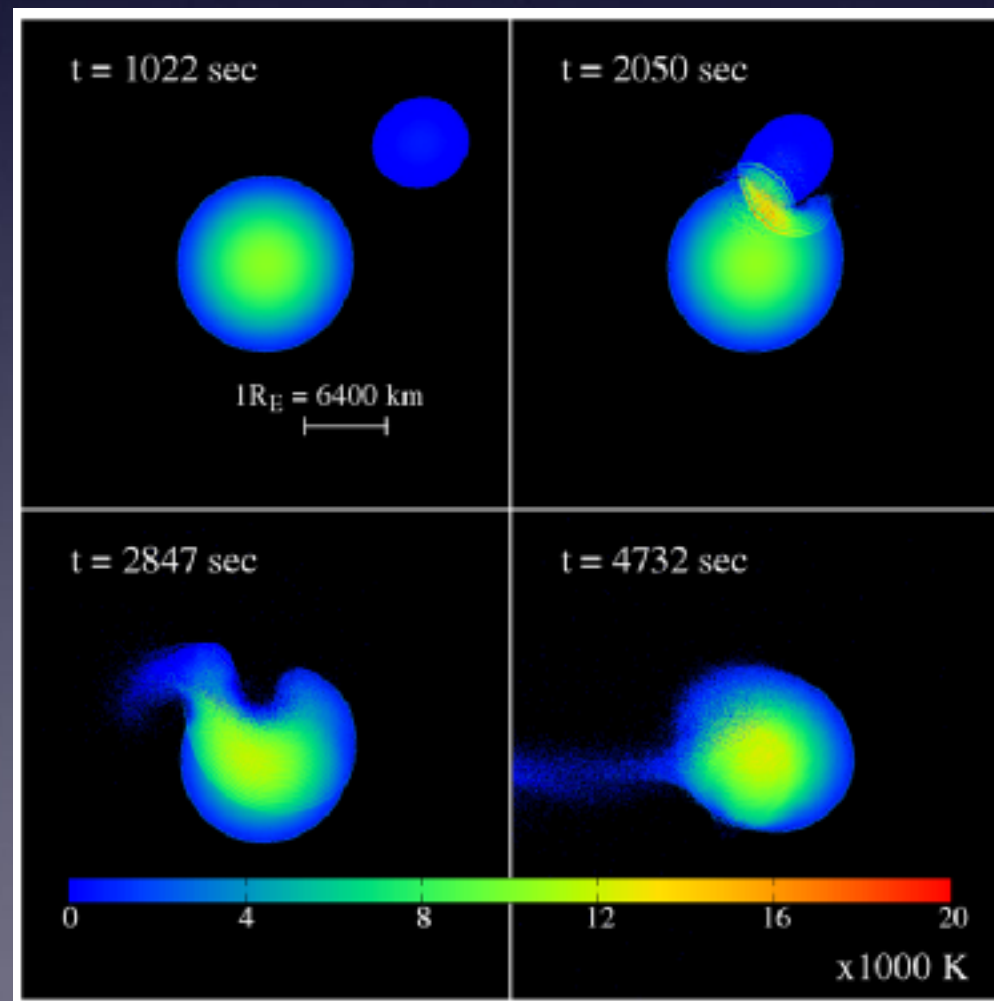 t = 1022 sec
t = 2050 sec
1R_E = 6400 km
t = 2847 sec
t = 4732 sec
0 4 8 12 16 20
x1000 K